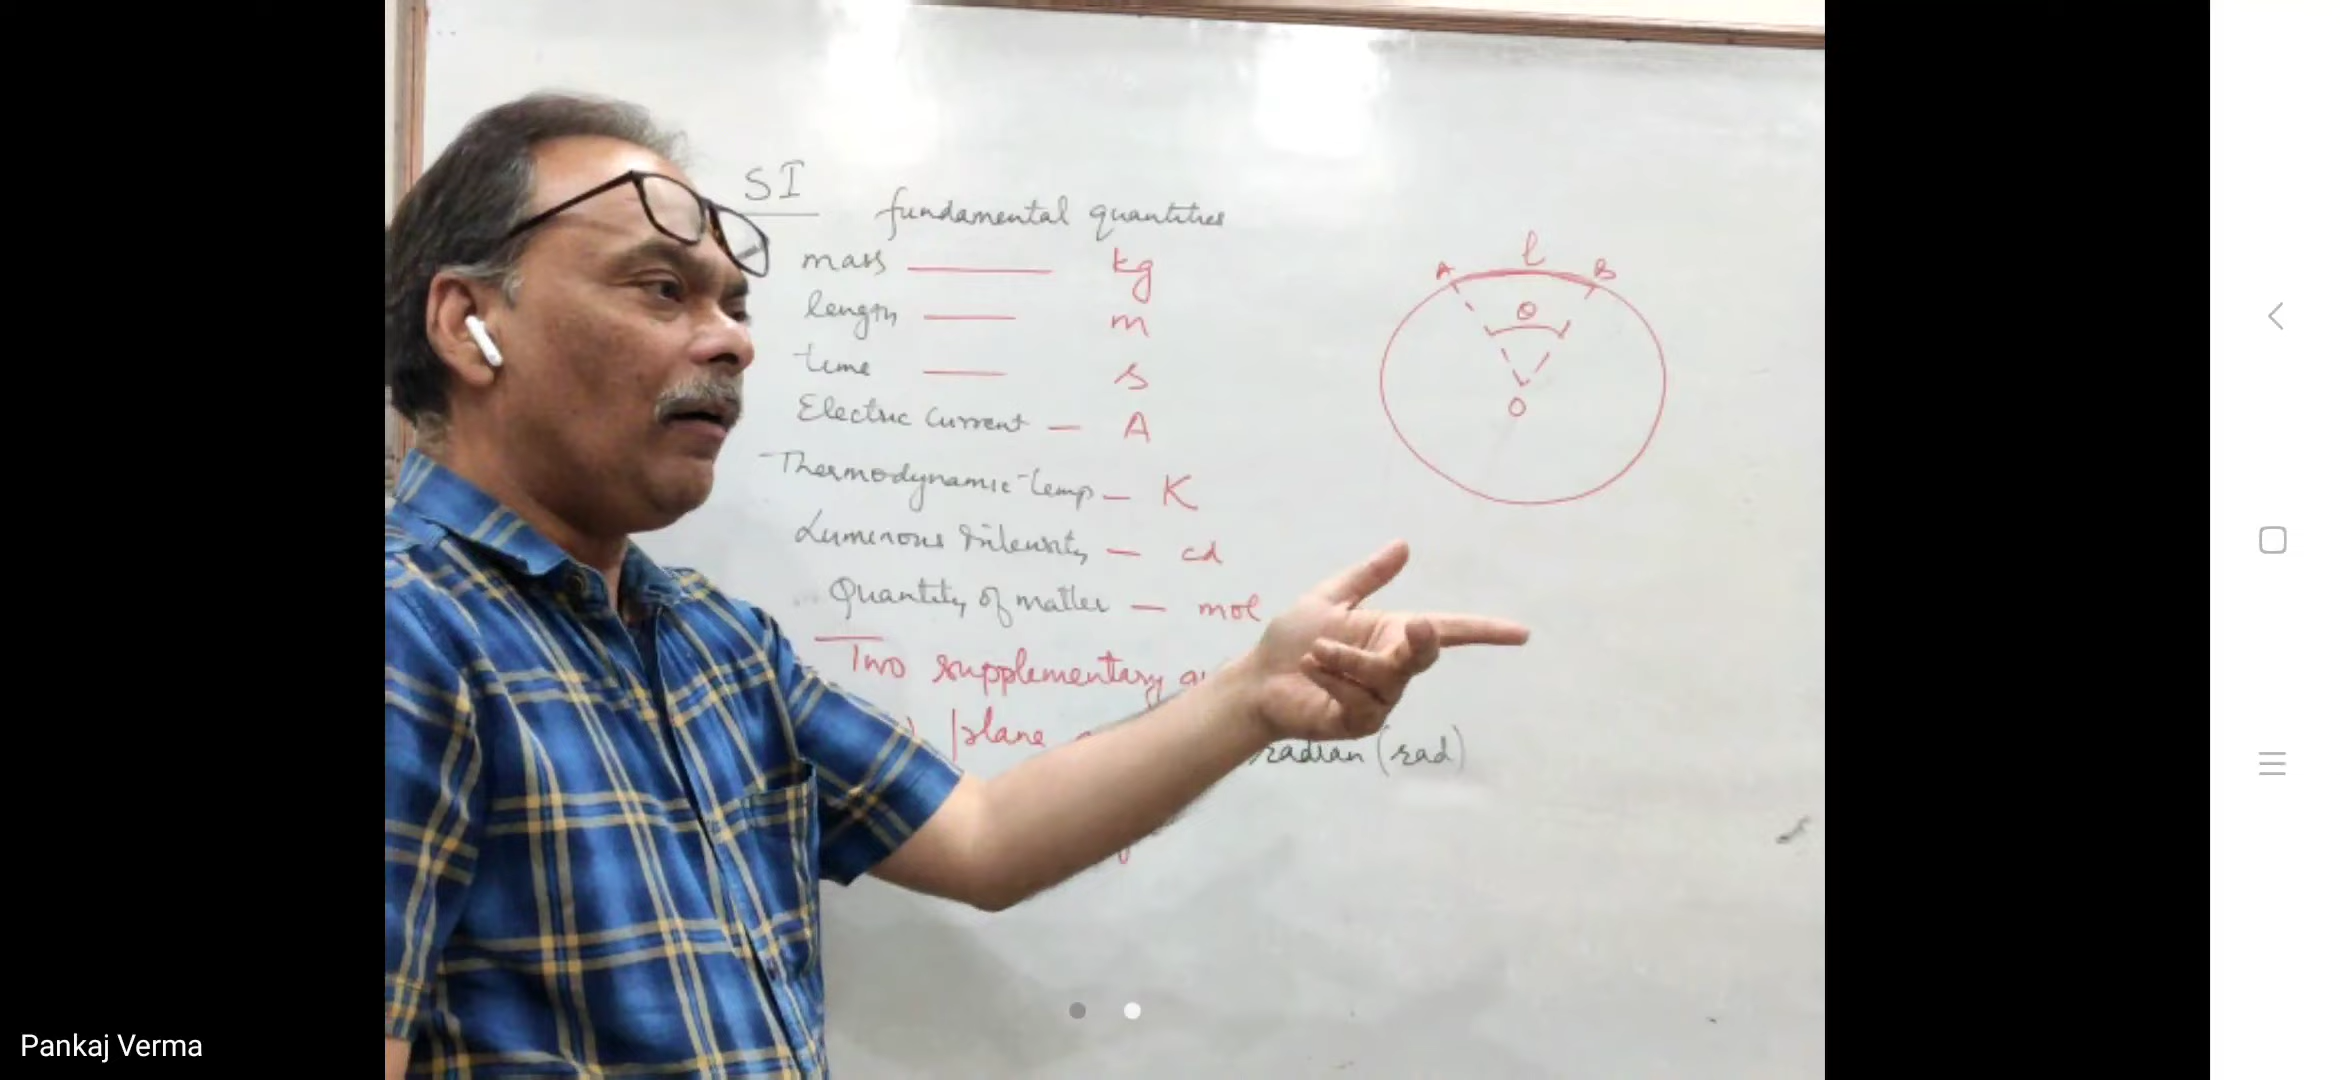 SI
fundamental quantities
mass — kg
length — m
time — s
Electric Current — A
Thermodynamic temp — K
Luminous Intensity — cd
Quantity of matter — mol
Two supplementary
plane radian (rad)
A l B
θ
O
Pankaj Verma